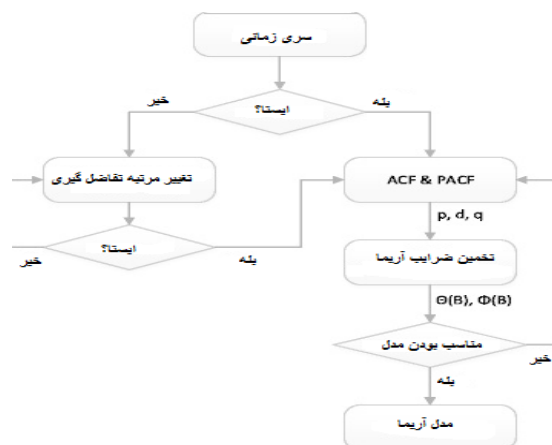 سری زمانی
ایستا؟
خیر
بله
تغییر مرتبه تفاضل گیری
ACF & PACF
p, d, q
ایستا؟
خیر
بله
تخمین ضرایب آریما
Θ(B), Φ(B)
مناسب بودن مدل
خیر
بله
مدل آریما